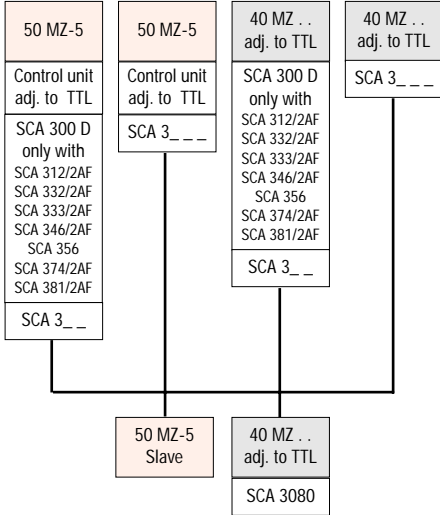 50 MZ-5
Control unit
adj. to TTL
SCA 300 D
only with
SCA 312/2AF
SCA 332/2AF
SCA 333/2AF
SCA 346/2AF
SCA 356
SCA 374/2AF
SCA 381/2AF
SCA 3_ _
50 MZ-5
Control unit
adj. to TTL
SCA 3_ _ _
40 MZ . .
adj. to TTL
SCA 300 D
only with
SCA 312/2AF
SCA 332/2AF
SCA 333/2AF
SCA 346/2AF
SCA 356
SCA 374/2AF
SCA 381/2AF
SCA 3_ _
40 MZ . .
adj. to TTL
SCA 3_ _ _
50 MZ-5
Slave
40 MZ . .
adj. to TTL
SCA 3080